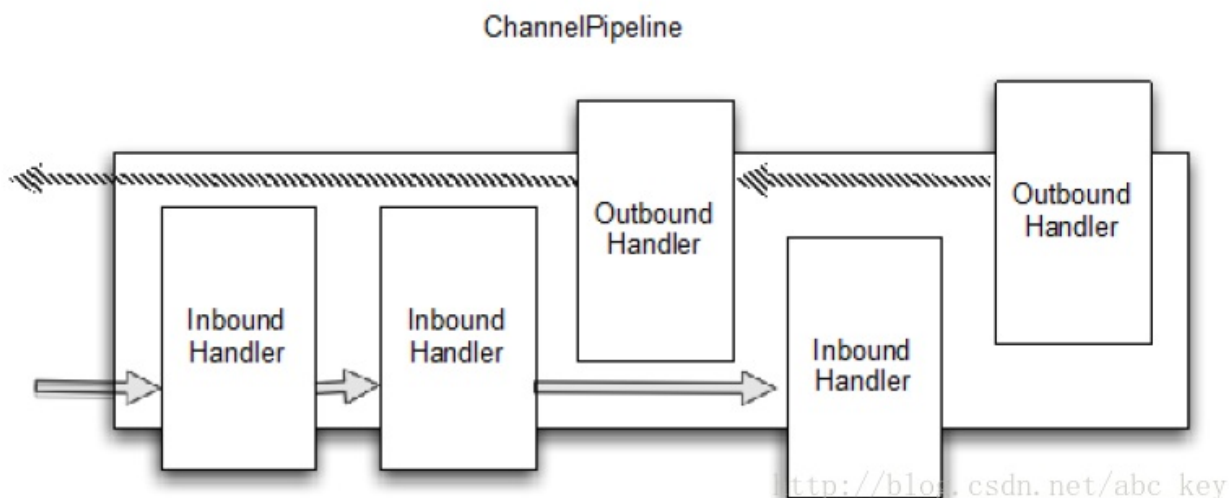 ChannelPipeline
Inbound
Handler
Inbound
Handler
Outbound
Handler
Inbound
Handler
Outbound
Handler
http://blog.csdn.net/abc_key